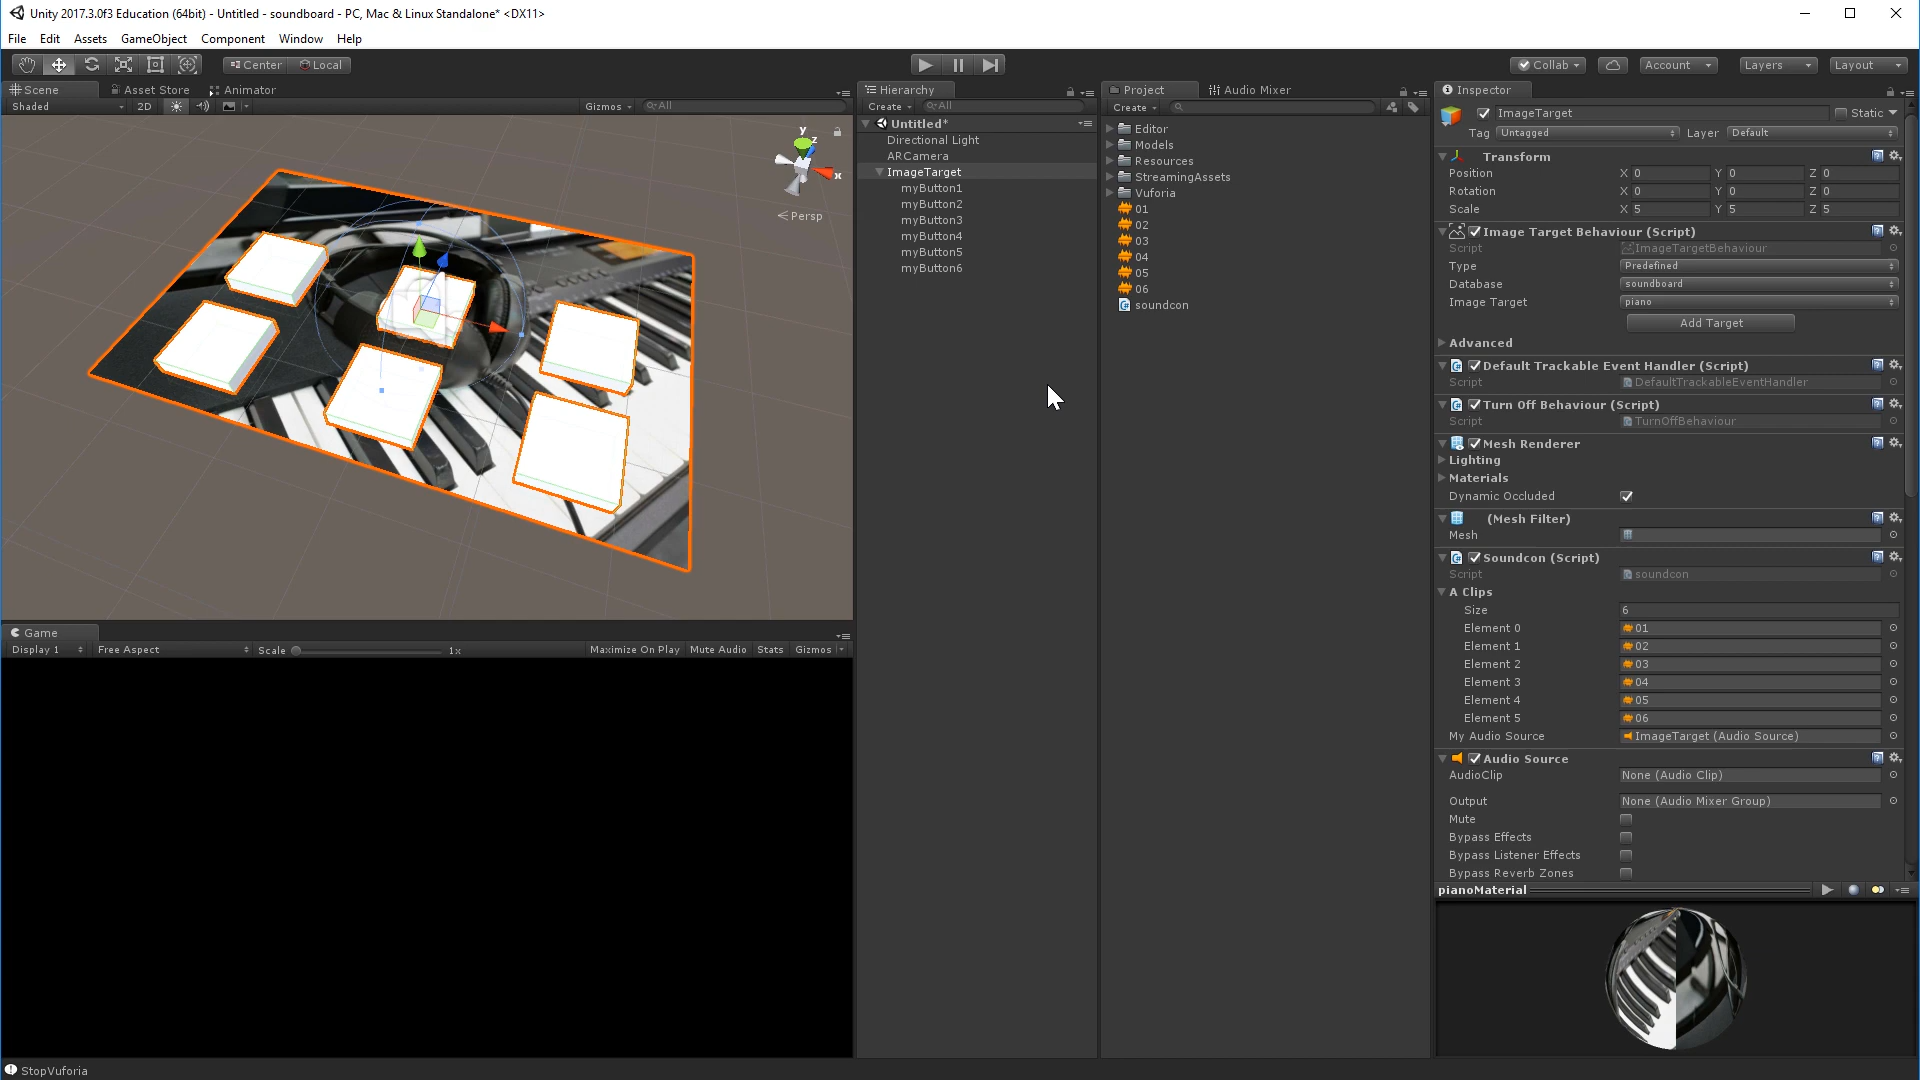 Unity 2017.3.0f3 Education (64bit) - Untitled - soundboard - PC, Mac & Linux Standalone* <DX11>
File Edit Assets GameObject Component Window Help
Center Local
Collab Account Layers Layout
Scene Asset Store Animator
Shaded 2D Gizmos All
y z x
Persp
Game
Display 1 Free Aspect Scale 1x Maximize On Play Mute Audio Stats Gizmos
Hierarchy
Create All
Untitled*
Directional Light
ARCamera
ImageTarget
myButton1
myButton2
myButton3
myButton4
myButton5
myButton6
Project Audio Mixer
Create
Editor
Models
Resources
StreamingAssets
Vuforia
01
02
03
04
05
06
soundcon
Inspector
ImageTarget Static
Tag Untagged Layer Default
Transform
Position X 0 Y 0 Z 0
Rotation X 0 Y 0 Z 0
Scale X 5 Y 5 Z 5
Image Target Behaviour (Script)
Script ImageTargetBehaviour
Type Predefined
Database soundboard
Image Target piano
Add Target
Advanced
Default Trackable Event Handler (Script)
Script DefaultTrackableEventHandler
Turn Off Behaviour (Script)
Script TurnOffBehaviour
Mesh Renderer
Lighting
Materials
Dynamic Occluded
(Mesh Filter)
Mesh
Soundcon (Script)
Script soundcon
A Clips
Size 6
Element 0 01
Element 1 02
Element 2 03
Element 3 04
Element 4 05
Element 5 06
My Audio Source ImageTarget (Audio Source)
Audio Source
AudioClip None (Audio Clip)
Output None (Audio Mixer Group)
Mute
Bypass Effects
Bypass Listener Effects
Bypass Reverb Zones
pianoMaterial
StopVuforia